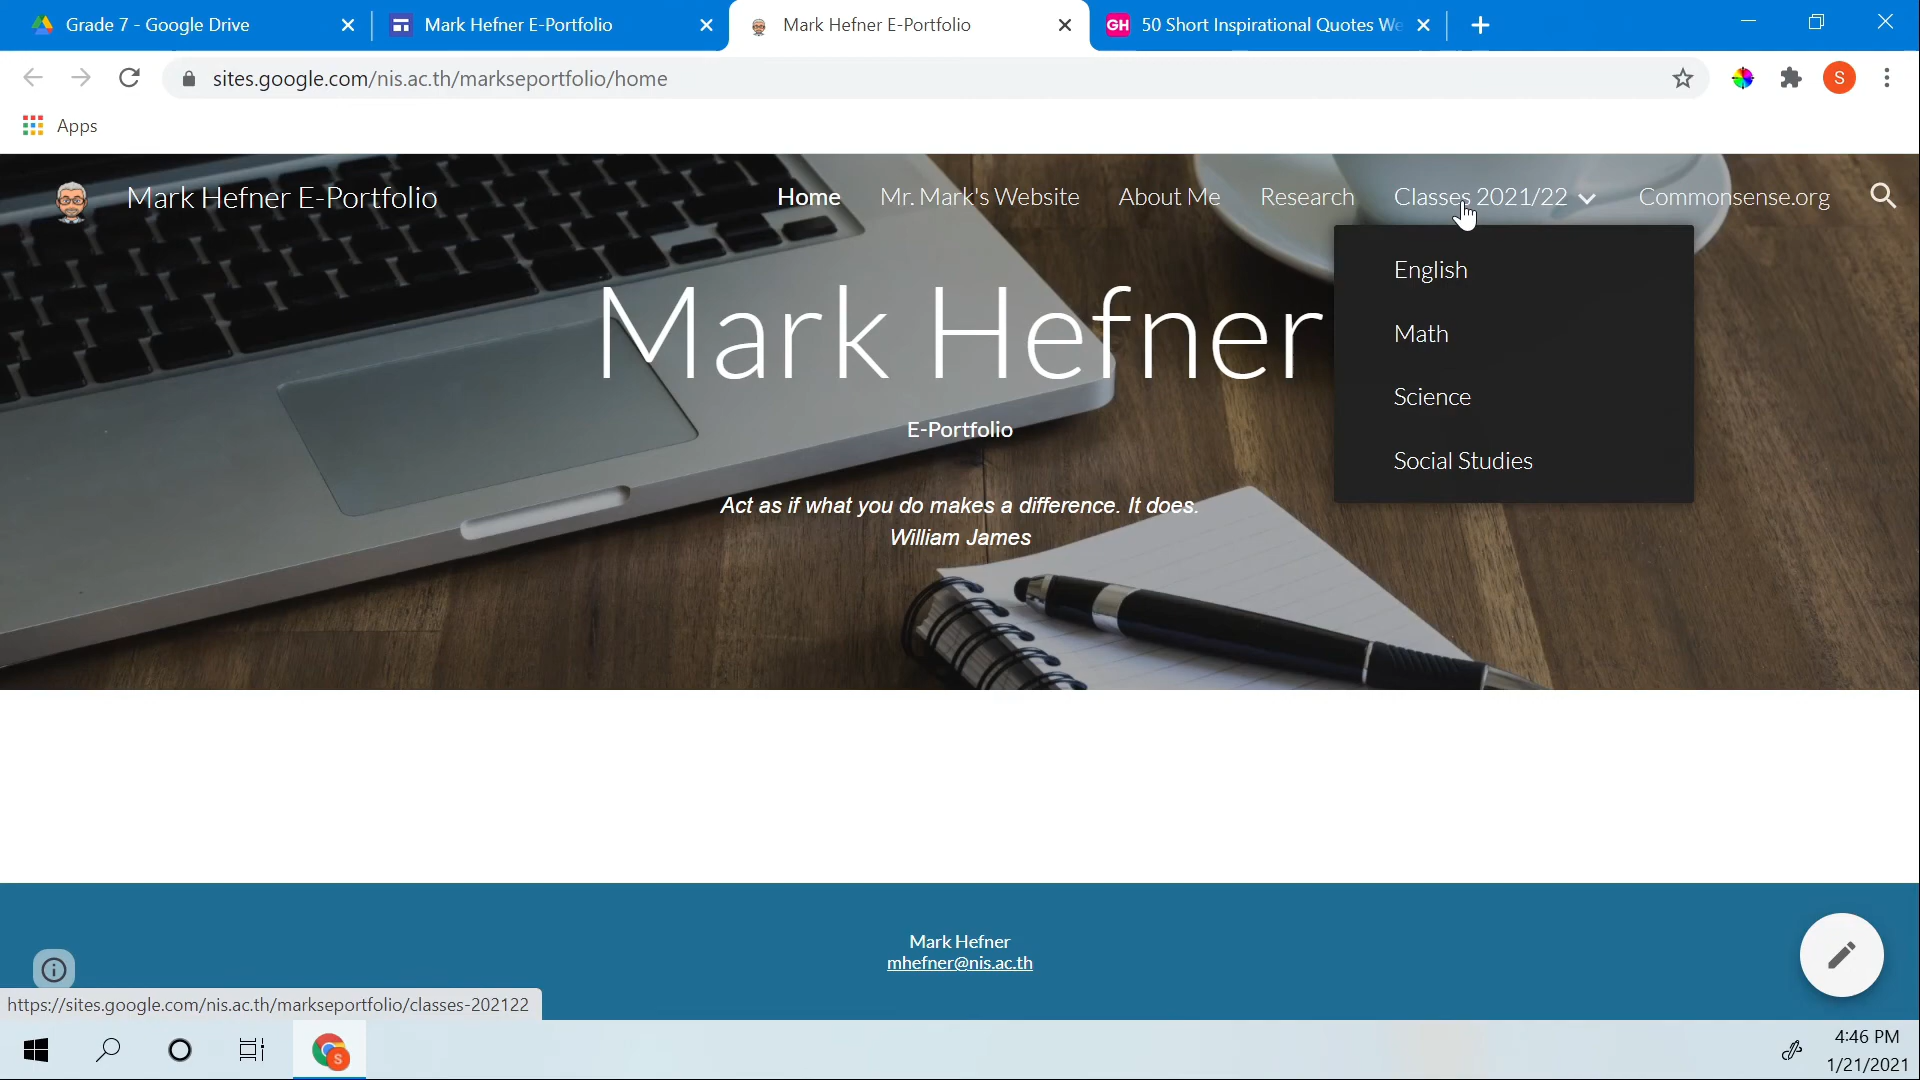 Grade 7 - Google Drive
Mark Hefner E-Portfolio
Mark Hefner E-Portfolio
GH 50 Short Inspirational Quotes We
sites.google.com/nis.ac.th/markseportfolio/home
S
Apps
Mark Hefner E-Portfolio
Home
Mr. Mark's Website
About Me
Research
Classes 2021/22
Commonsense.org
English
Math
Science
Social Studies
Mark Hefner
E-Portfolio
Act as if what you do makes a difference. It does.
William James
Mark Hefner
mhefner@nis.ac.th
https://sites.google.com/nis.ac.th/markseportfolio/classes-202122
S
4:46 PM
1/21/2021